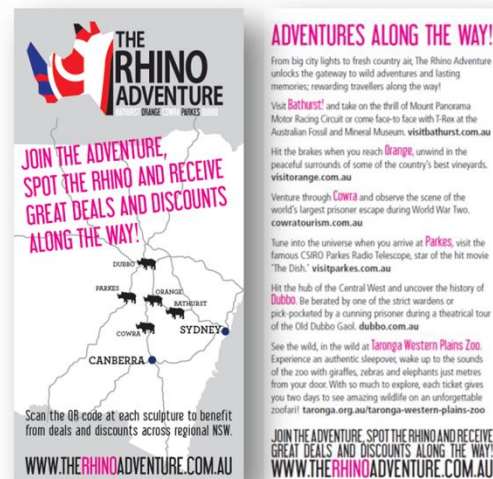 THE
RHINO
ADVENTURE
BATHURST ORANGE COWRA PARKES DUBBO
JOIN THE ADVENTURE,
SPOT THE RHINO AND RECEIVE
GREAT DEALS AND DISCOUNTS
ALONG THE WAY!
DUBBO
PARKES
ORANGE
BATHURST
COWRA
SYDNEY
CANBERRA
Scan the QR code at each sculpture to benefit
from deals and discounts across regional NSW.
WWW.THERHINOADVENTURE.COM.AU
ADVENTURES ALONG THE WAY!
From big city lights to fresh country air, The Rhino Adventure
unlocks the gateway to wild adventures and lasting
memories; rewarding travellers along the way!
Visit Bathurst! and take on the thrill of Mount Panorama
Motor Racing Circuit or come face-to face with T-Rex at the
Australian Fossil and Mineral Museum. visitbathurst.com.au
Hit the brakes when you reach Orange, unwind in the
peaceful surrounds of some of the country's best vineyards.
visitorange.com.au
Venture through Cowra and observe the scene of the
world's largest prisoner escape during World War Two.
cowratourism.com.au
Tune into the universe when you arrive at Parkes, visit the
famous CSIRO Parkes Radio Telescope, star of the hit movie
'The Dish.' visitparkes.com.au
Hit the hub of the Central West and uncover the history of
Dubbo. Be berated by one of the strict wardens or
pick-pocketed by a cunning prisoner during a theatrical tour
of the Old Dubbo Gaol. dubbo.com.au
See the wild, in the wild at Taronga Western Plains Zoo.
Experience an authentic sleepover, wake up to the sounds
of the zoo with giraffes, zebras and elephants just metres
from your door. With so much to explore, each ticket gives
you two days to see amazing wildlife on an unforgettable
zoofari! taronga.org.au/taronga-western-plains-zoo
JOIN THE ADVENTURE, SPOT THE RHINO AND RECEIVE
GREAT DEALS AND DISCOUNTS ALONG THE WAY!
WWW.THERHINOADVENTURE.COM.AU